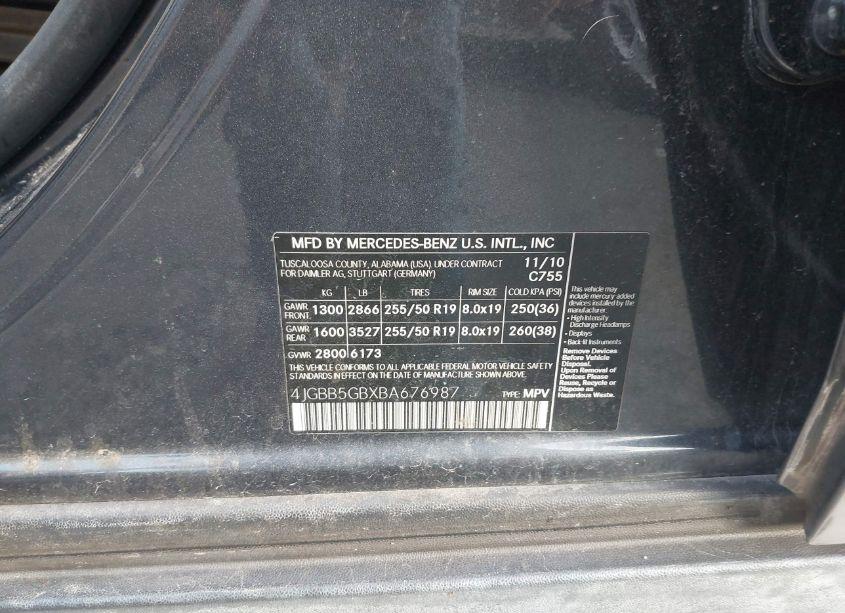 MFD BY MERCEDES-BENZ U.S. INTL., INC
TUSCALOOSA COUNTY, ALABAMA (USA) UNDER CONTRACT
FOR DAIMLER AG, STUTTGART (GERMANY)
11/10
C755
KG LB TIRES RIM SIZE COLD KPA (PSI)
GAWR FRONT 1300 2866 255/50 R19 8.0x19 250(36)
GAWR REAR 1600 3527 255/50 R19 8.0x19 260(38)
GVWR 2800 6173
THIS VEHICLE CONFORMS TO ALL APPLICABLE FEDERAL MOTOR VEHICLE SAFETY
STANDARDS IN EFFECT ON THE DATE OF MANUFACTURE SHOWN ABOVE.
4JGBB5GBXBA676987
TYPE: MPV
This vehicle may
include mercury added
devices installed by the
manufacturer:
- High Intensity
Discharge Headlamps
- Displays
- Back-lit Instruments
Remove Devices
Before Vehicle
Disposal.
Upon Removal of
Devices Please
Reuse, Recycle or
Dispose as
Hazardous Waste.